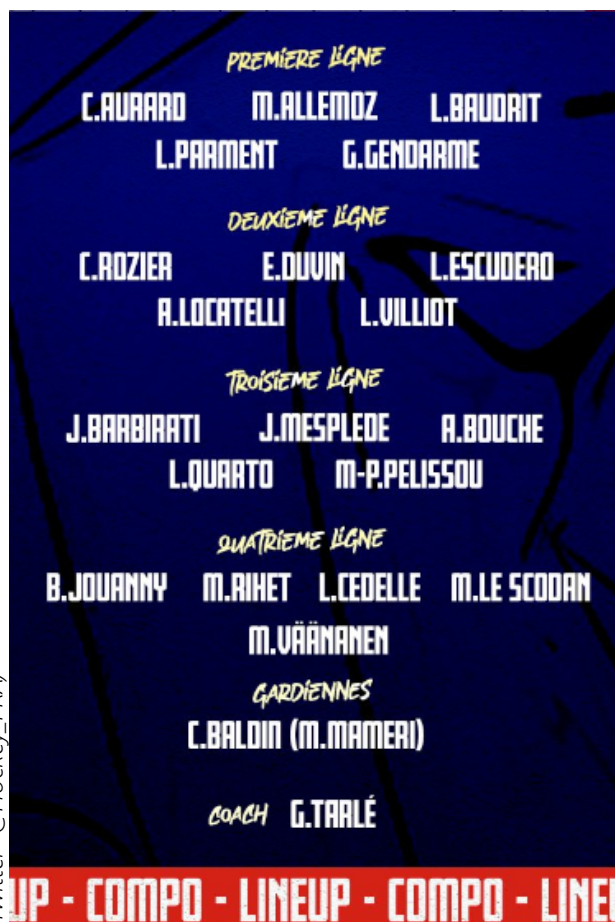 PREMIERE LIGNE
C.AURARD M.ALLEMOZ L.BAUDRIT
L.PARMENT G.GENDARME
DEUXIEME LIGNE
C.ROZIER E.DUVIN L.ESCUDERO
A.LOCATELLI L.VILLIOT
TROISIEME LIGNE
J.BARBIRATI J.MESPLEDE A.BOUCHE
L.QUARTO M-P.PELISSOU
QUATRIEME LIGNE
B.JOUANNY M.RIHET L.CEDELLE M.LE SCODAN
M.VÄÄNANEN
GARDIENNES
C.BALDIN (M.MAMERI)
COACH G.TARLÉ
UP - COMPO - LINEUP - COMPO - LINE